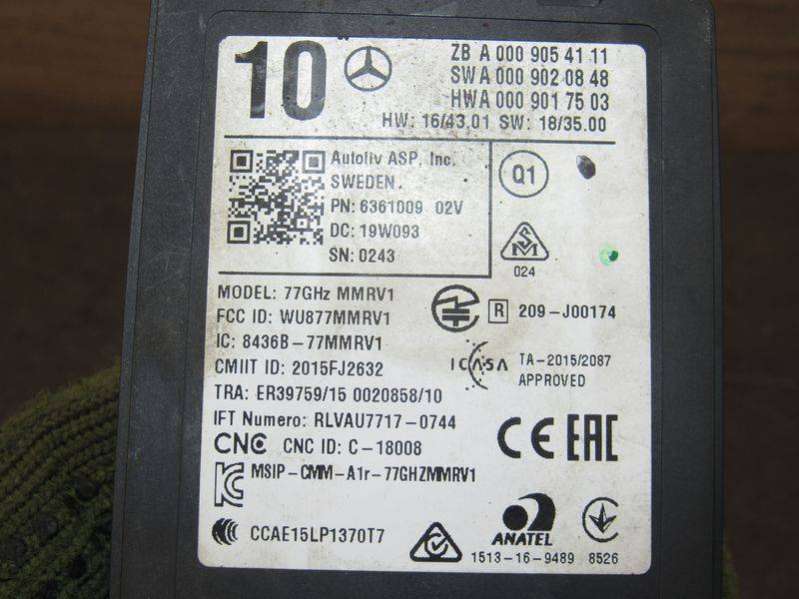 10
ZB A 000 905 41 11
SW A 000 902 08 48
HW A 000 901 75 03
HW: 16/43.01 SW: 18/35.00
Autoliv ASP, Inc.
SWEDEN.
PN: 6361009 02V
DC: 19W093
SN: 0243
Q1
S
M
024
MODEL: 77GHz MMRV1
FCC ID: WU877MMRV1
IC: 8436B-77MMRV1
CMIIT ID: 2015FJ2632
TRA: ER39759/15 0020858/10
IFT Numero: RLVAU7717-0744
R 209-J00174
ICASA TA-2015/2087
APPROVED
CNC CNC ID: C-18008
CE EAC
KC MSIP-CMM-A1r-77GHZMMRV1
CCAE15LP1370T7
ANATEL
1513-16-9489 8526